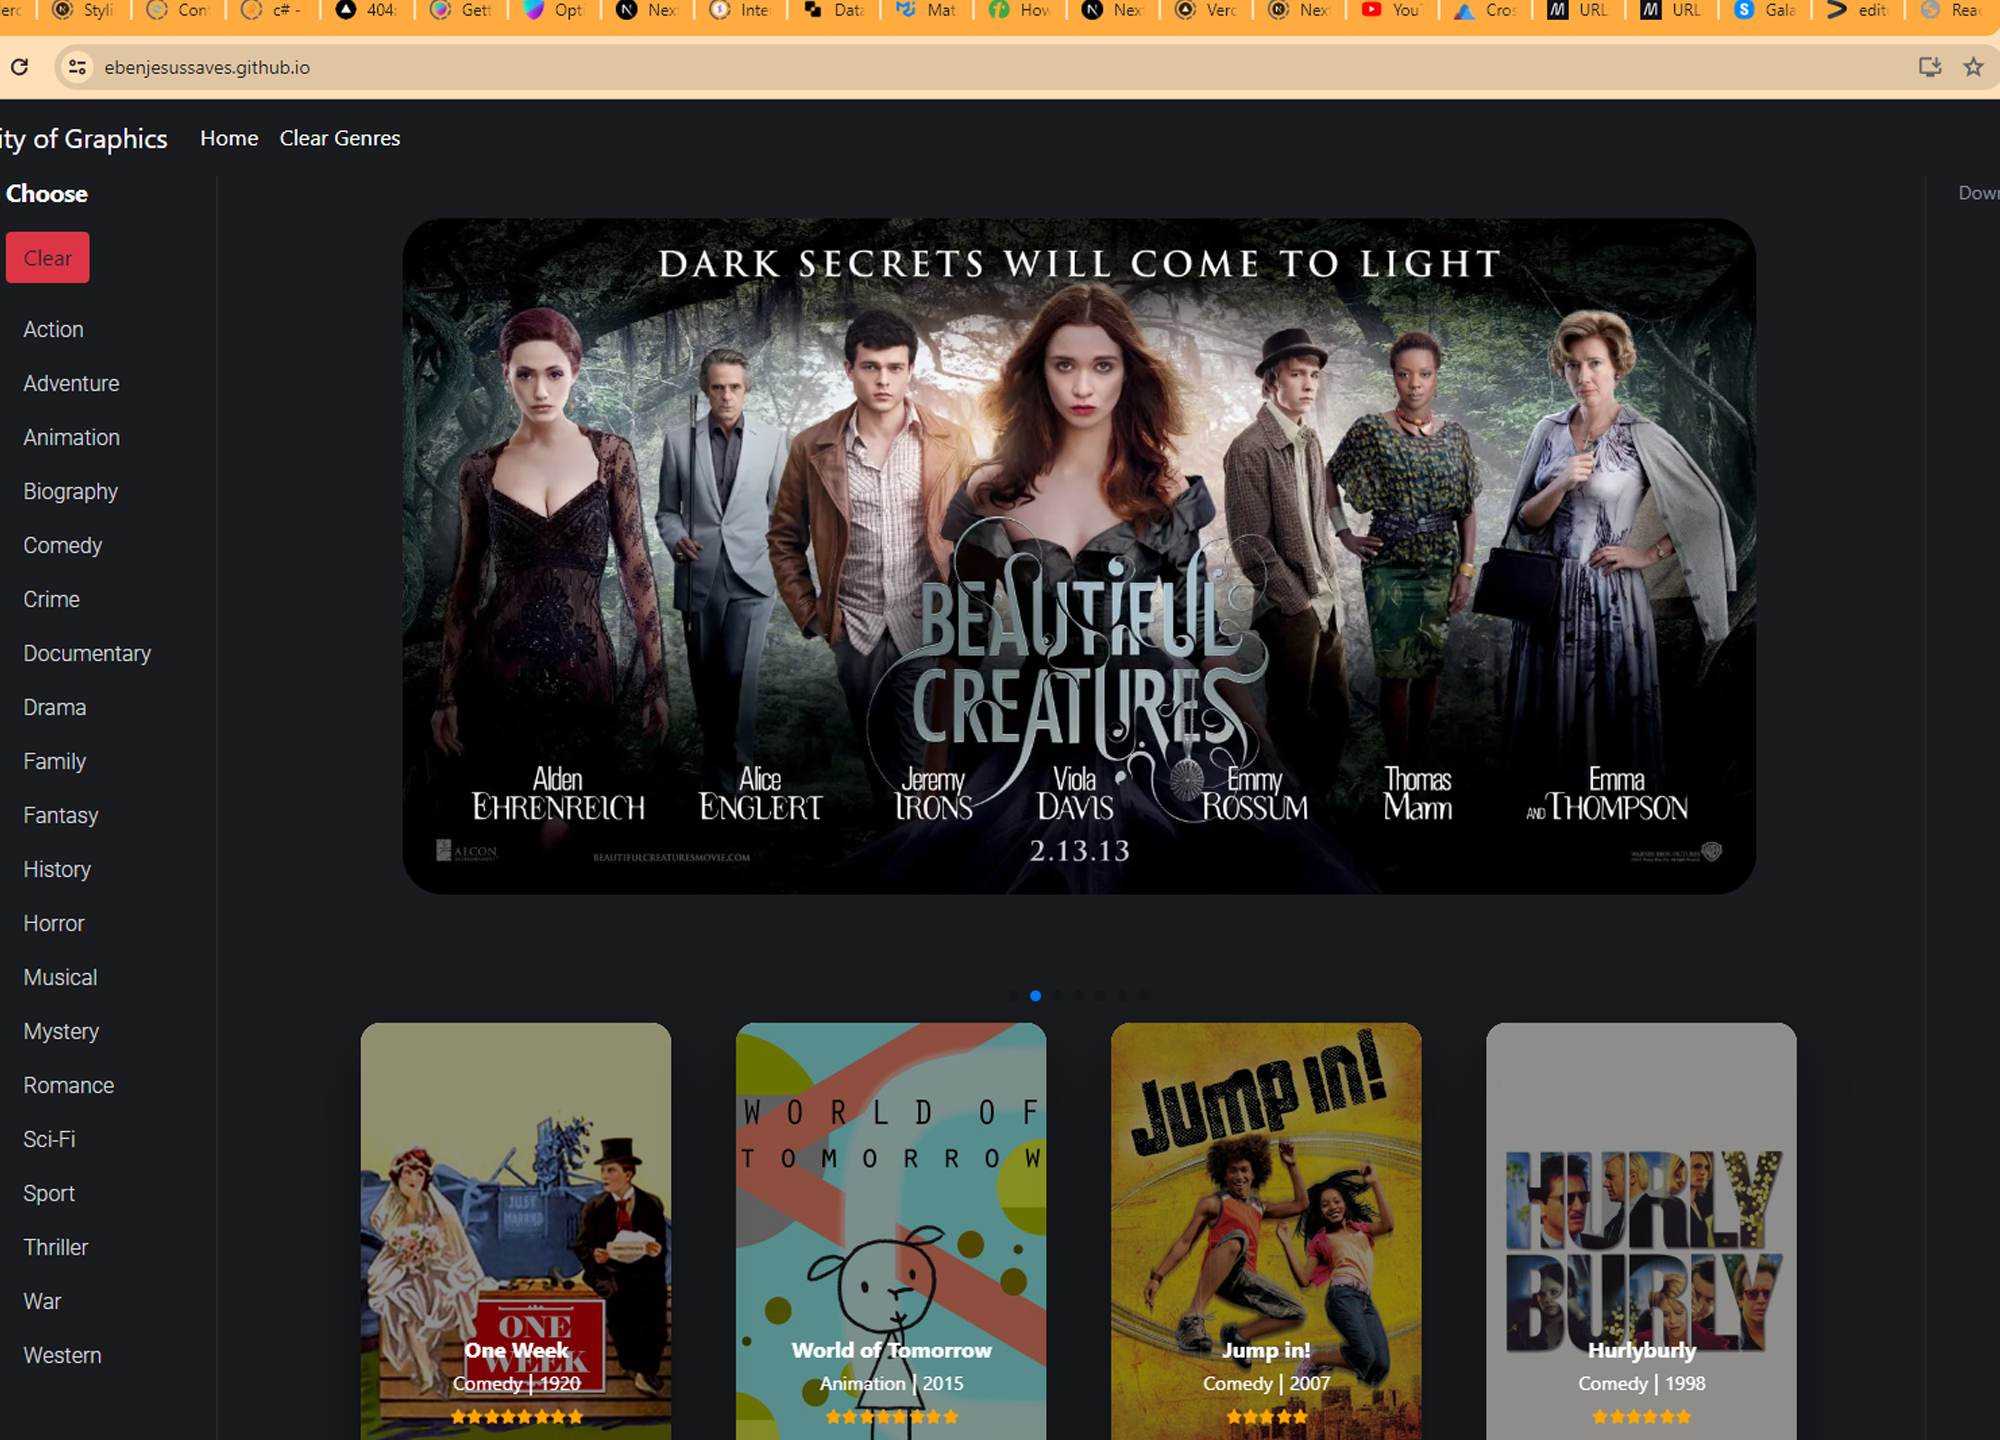 Styli
Con
c# -
404:
Gett
Opti
Nex
Inte
Data
Mat
How
Nex
Verc
Nex
YouT
Cros
URL
URL
Gala
edit
Rea
ebenjesussaves.github.io
ity of Graphics
Home
Clear Genres
Choose
Clear
Action
Adventure
Animation
Biography
Comedy
Crime
Documentary
Drama
Family
Fantasy
History
Horror
Musical
Mystery
Romance
Sci-Fi
Sport
Thriller
War
Western
Down
DARK SECRETS WILL COME TO LIGHT
BEAUTIFUL
CREATURES
Alden
EHRENREICH
Alice
ENGLERT
Jeremy
IRONS
Viola
DAVIS
Emmy
ROSSUM
Thomas
Mann
Emma
AND THOMPSON
ALCON
BEAUTIFULCREATURESMOVIE.COM
2.13.13
JUST
MARRIED
ONE
WEEK
One Week
Comedy | 1920
WORLD OF
TOMORROW
World of Tomorrow
Animation | 2015
Jump in!
Jump in!
Comedy | 2007
HURLY
BURLY
Hurlyburly
Comedy | 1998